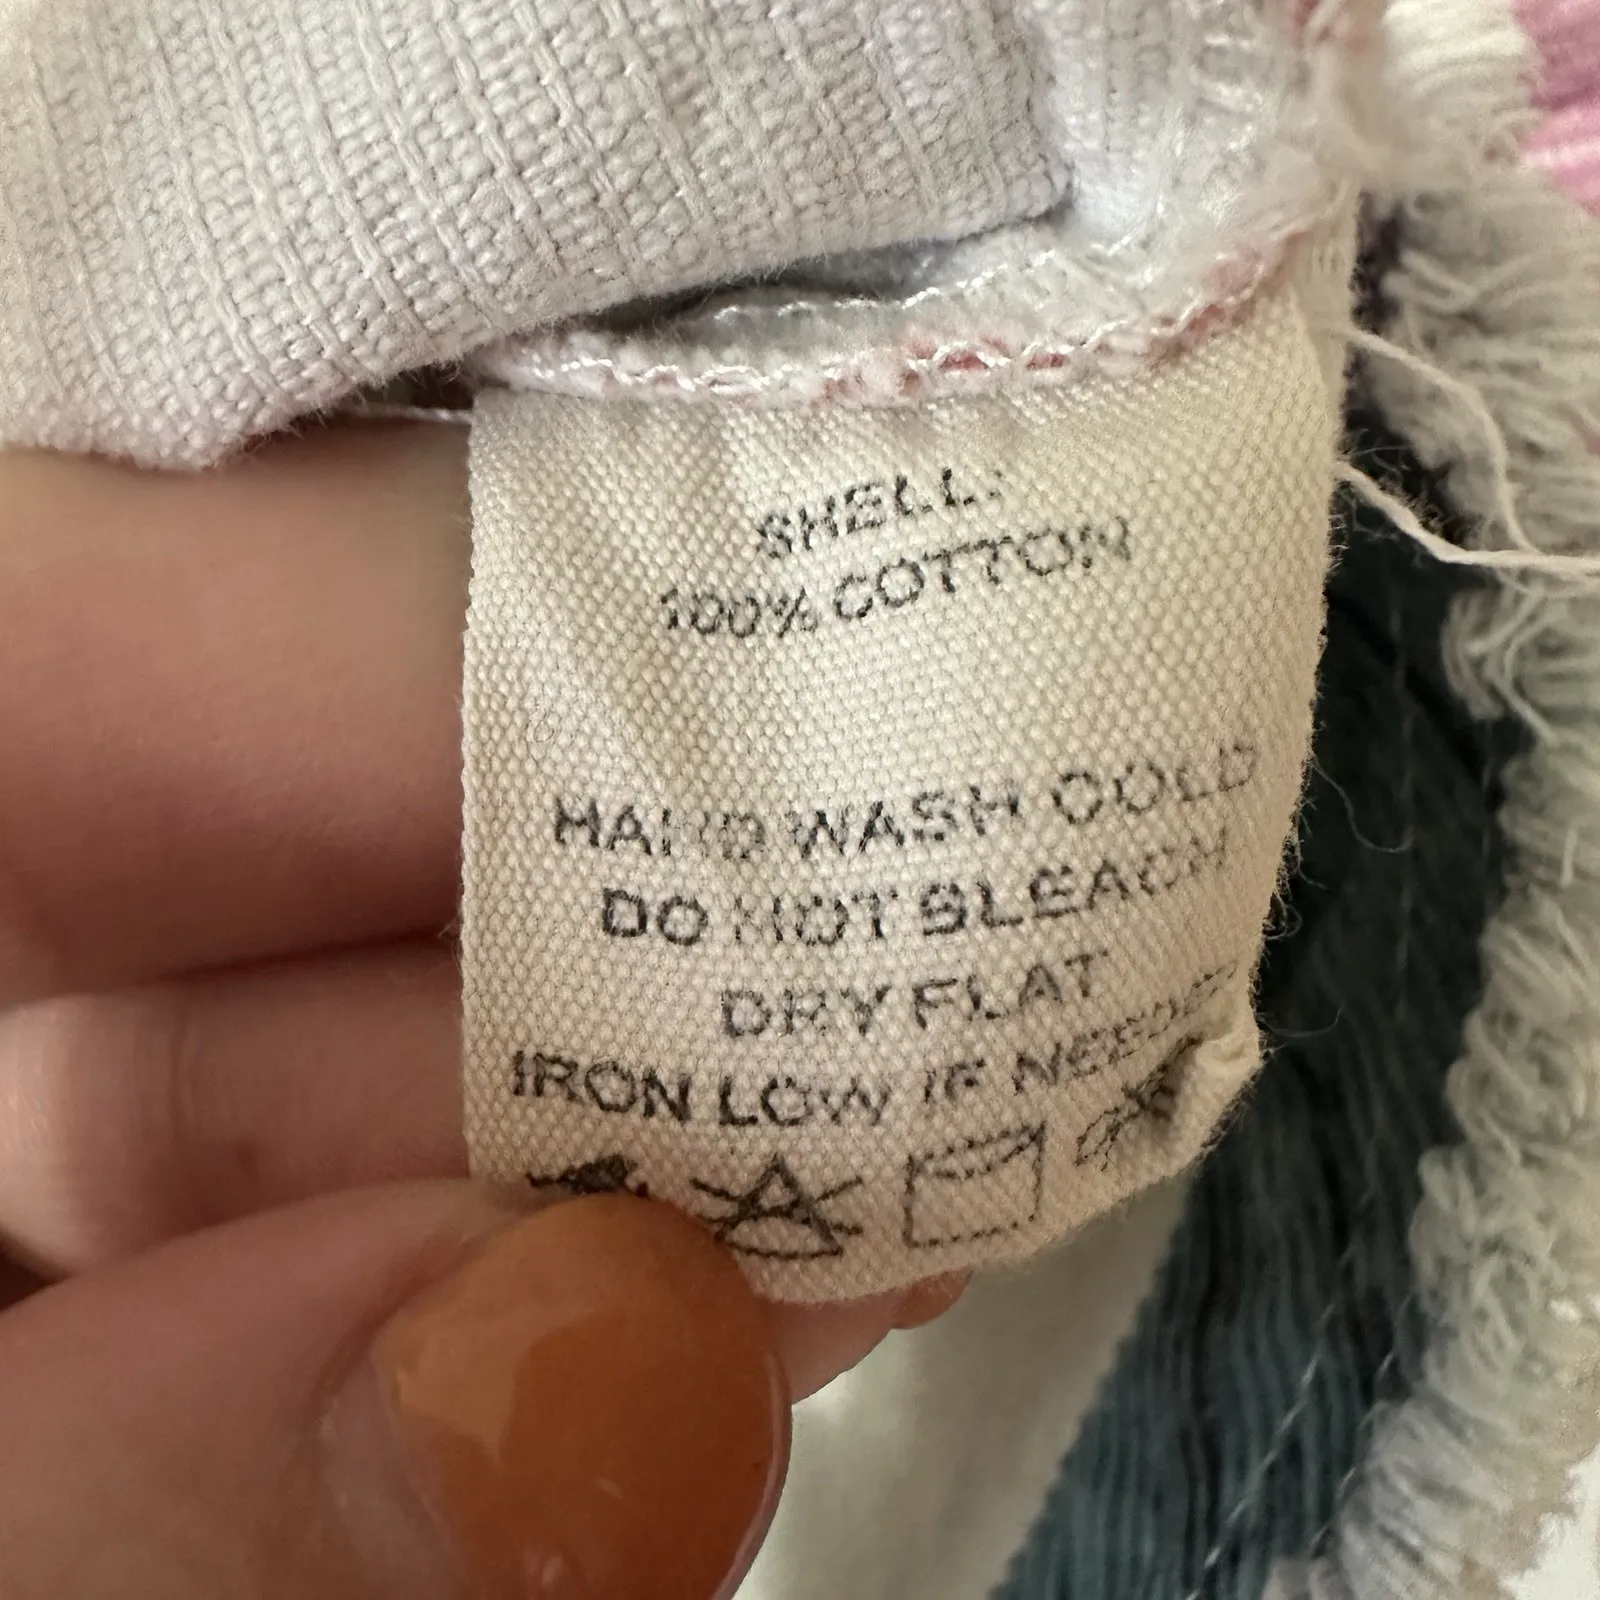 SHELL:
100% COTTON
HAND WASH COLD
DO NOT BLEACH
DRY FLAT
IRON LOW IF NEEDED